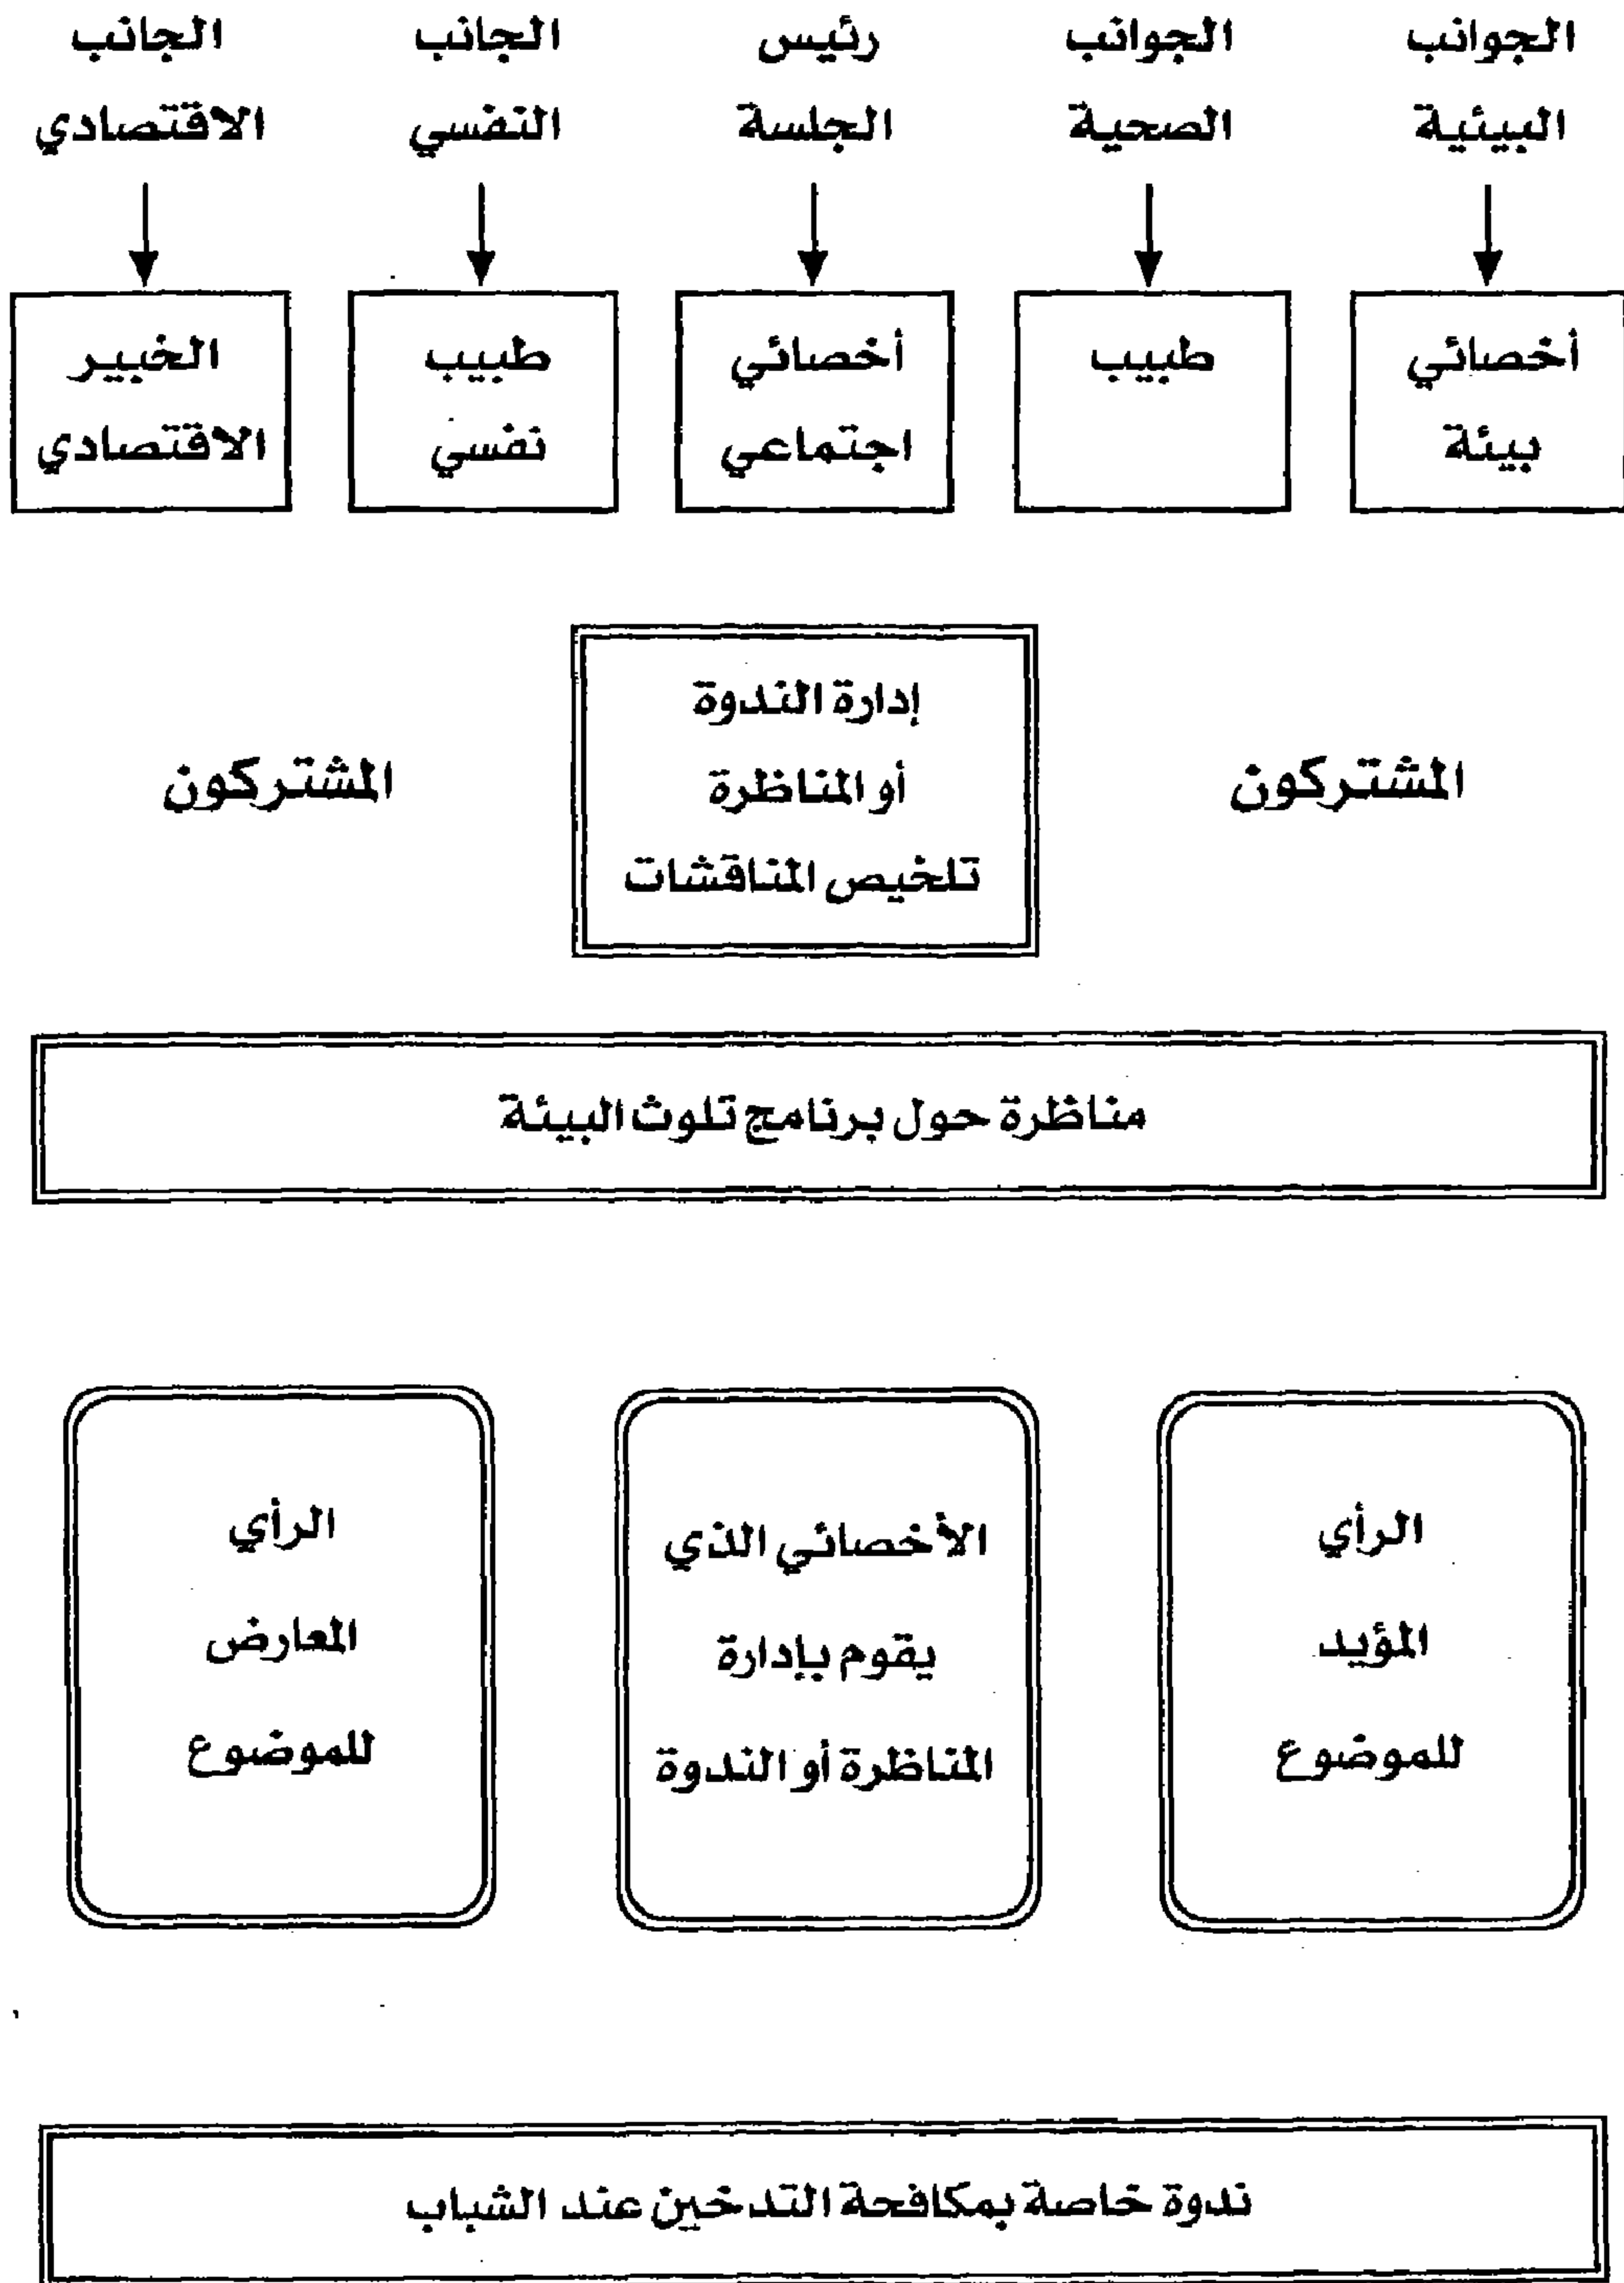 الجوانب البيئية
الجوانب الصحية
رئيس الجلسة
الجانب النفسي
الجانب الاقتصادي
أخصائي
بيئة
طبيب
أخصائي
اجتماعي
طبيب
نفسي
الخبير
الاقتصادي
المشتركون
إدارة الندوة
أو المناظرة
تلخيص المناقشات
المشتركون
مناظرة حول برنامج تلوث البيئة
الرأي
المؤيد
للموضوع
الأخصائي الذي
يقوم بإدارة
المناظرة أو الندوة
الرأي
المعارض
للموضوع
ندوة خاصة بمكافحة التدخين عند الشباب